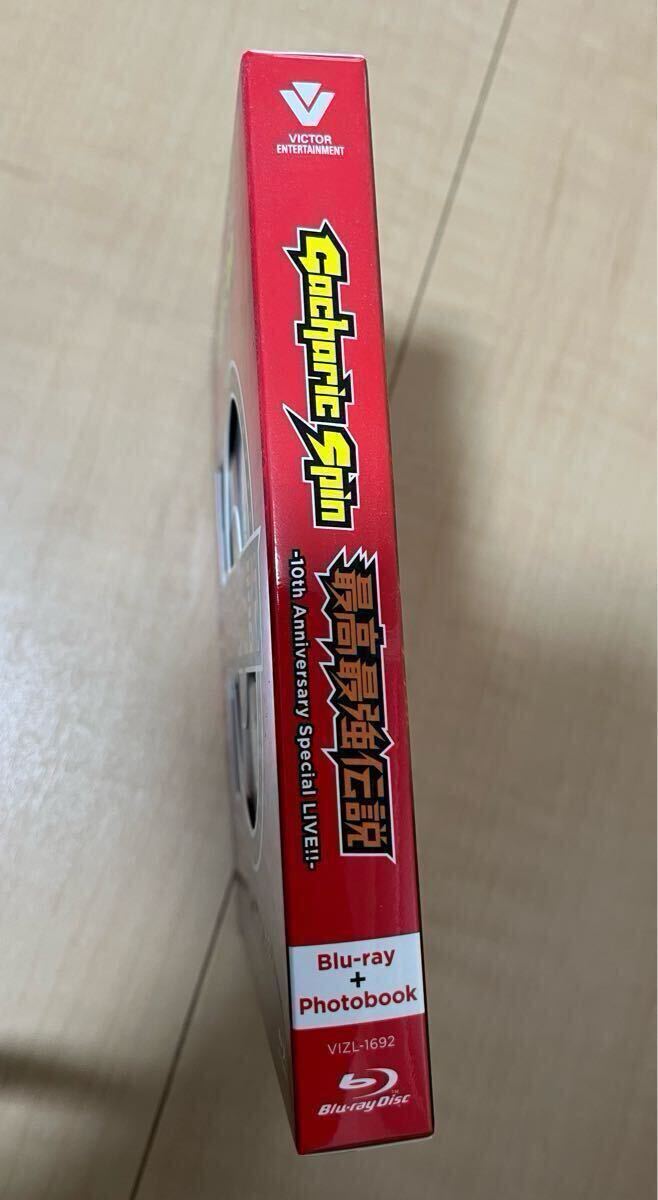 VICTOR
ENTERTAINMENT
Gacharic Spin
最高最強伝説
-10th Anniversary Special LIVE!!-
Blu-ray
+
Photobook
VIZL-1692
Blu-ray Disc